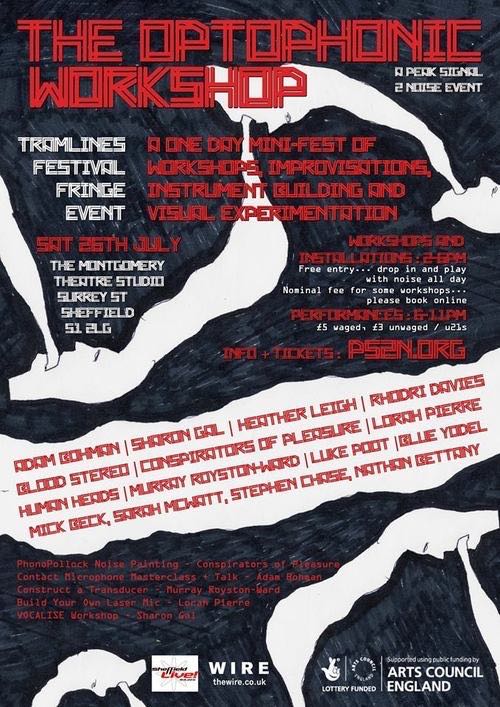 THE OPTOPHONIC
WORKSHOP
A PEAK SIGNAL
2 NOISE EVENT
TRAMLINES
FESTIVAL
FRINGE
EVENT
A ONE DAY MINI-FEST OF
WORKSHOPS, IMPROVISATIONS,
INSTRUMENT BUILDING AND
VISUAL EXPERIMENTATION
SAT 26TH JULY
THE MONTGOMERY
THEATRE STUDIO
SURREY ST
SHEFFIELD
S1 2LG
WORKSHOPS AND
INSTALLATIONS : 2-6PM
Free entry... drop in and play
with noise all day
Nominal fee for some workshops...
please book online
PERFORMANCES : 6-11PM
£5 waged, £3 unwaged / u21s
INFO + TICKETS : PS2N.ORG
ADAM BOHMAN | SHARON GAL | HEATHER LEIGH | RHODRI DAVIES
BLOOD STEREO | CONSPIRATORS OF PLEASURE | LORAH PIERRE
HUMAN HEADS | MURRAY ROYSTON-WARD | LUKE POOT | BLUE YODEL
MICK BECK, SARAH MCWATT, STEPHEN CHASE, NATHAN BETTANY
PhonoPollock Noise Painting - Conspirators of Pleasure
Contact Microphone Masterclass + Talk - Adam Bohman
Construct a Transducer - Murray Royston-Ward
Build Your Own Laser Mic - Loran Pierre
VOCALISE Workshop - Sharon Gal
sheffield
Live!
WIRE
thewire.co.uk
LOTTERY FUNDED
ARTS COUNCIL
ENGLAND
Supported using public funding by
ARTS COUNCIL
ENGLAND